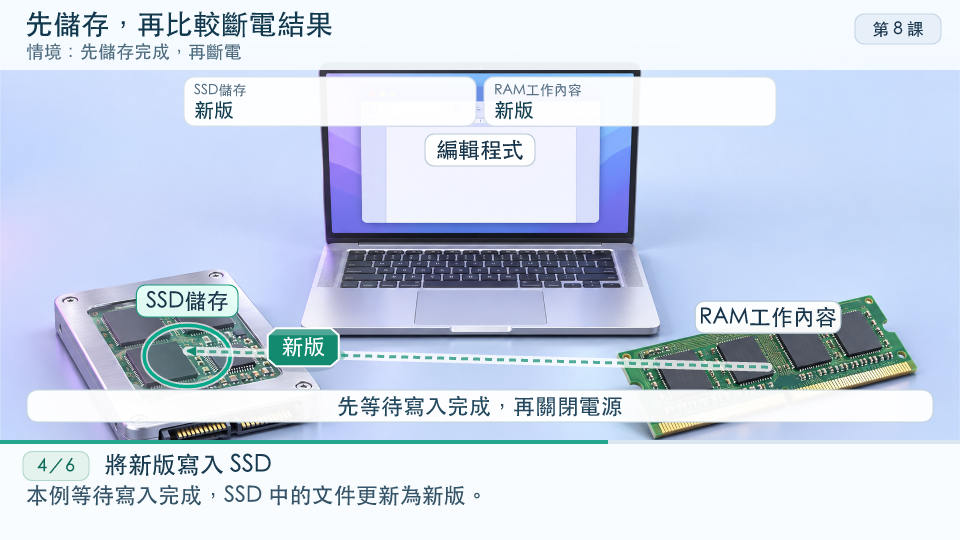 先儲存，再比較斷電結果
情境：先儲存完成，再斷電
第 8 課
SSD儲存
新版
RAM工作內容
新版
編輯程式
SSD儲存
新版
RAM工作內容
先等待寫入完成，再關閉電源
4／6
將新版寫入 SSD
本例等待寫入完成，SSD 中的文件更新為新版。